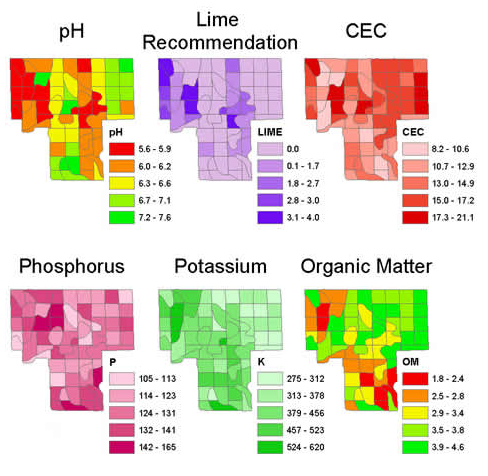 pH
Lime
Recommendation
CEC
pH
5.6 - 5.9
6.0 - 6.2
6.3 - 6.6
6.7 - 7.1
7.2 - 7.6
LIME
0.0
0.1 - 1.7
1.8 - 2.7
2.8 - 3.0
3.1 - 4.0
CEC
8.2 - 10.6
10.7 - 12.9
13.0 - 14.9
15.0 - 17.2
17.3 - 21.1
Phosphorus
Potassium
Organic Matter
P
105 - 113
114 - 123
124 - 131
132 - 141
142 - 165
K
275 - 312
313 - 378
379 - 456
457 - 523
524 - 620
OM
1.8 - 2.4
2.5 - 2.8
2.9 - 3.4
3.5 - 3.8
3.9 - 4.6